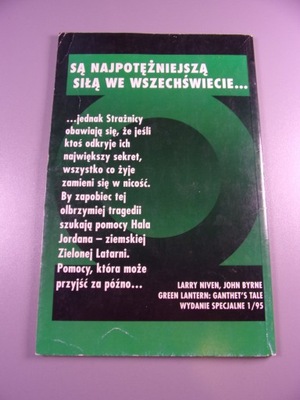 SĄ NAJPOTĘŻNIEJSZĄ
SIŁĄ WE WSZECHŚWIECIE...
...jednak Strażnicy
obawiają się, że jeśli
ktoś odkryje ich
największy sekret,
wszystko co żyje
zamieni się w nicość.
By zapobiec tej
olbrzymiej tragedii
szukają pomocy Hala
Jordana – ziemskiej
Zielonej Latarni.
Pomocy, która może
przyjść za późno...
LARRY NIVEN, JOHN BYRNE
GREEN LANTERN: GANTHET'S TALE
WYDANIE SPECJALNE 1/95